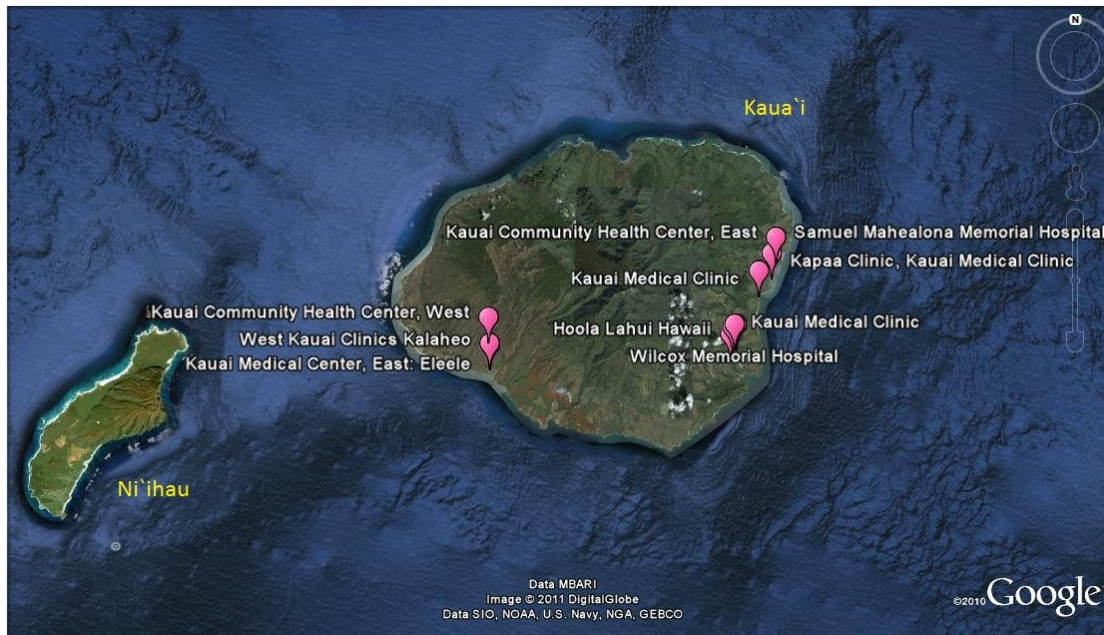 N
Kaua`i
Kauai Community Health Center, East
Samuel Mahealona Memorial Hospital
Kapaa Clinic, Kauai Medical Clinic
Kauai Medical Clinic
Kauai Community Health Center, West
Kauai Medical Clinic
Hoola Lahui Hawaii
West Kauai Clinics Kalaheo
Wilcox Memorial Hospital
Kauai Medical Center, East: Eleele
Ni`ihau
Data MBARI
Image © 2011 DigitalGlobe
Data SIO, NOAA, U.S. Navy, NGA, GEBCO
©2010 Google